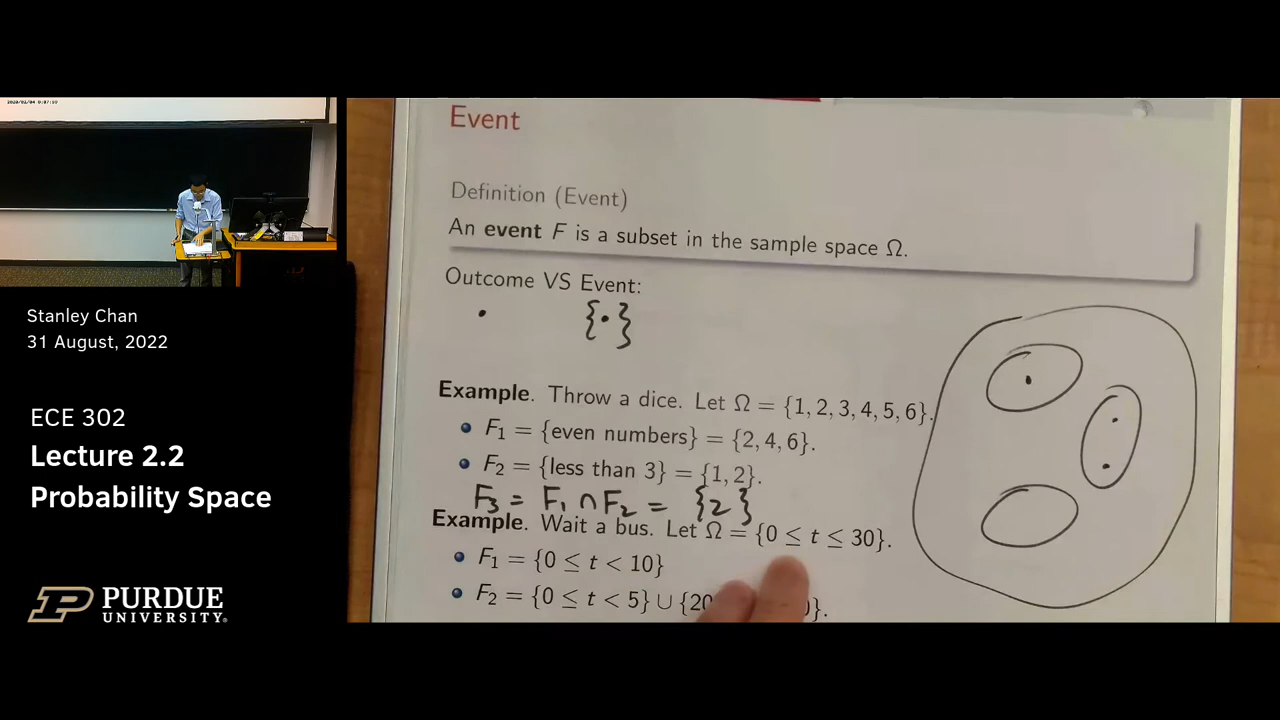 Stanley Chan
31 August, 2022
ECE 302
Lecture 2.2
Probability Space
PURDUE
UNIVERSITY
Event
Definition (Event)
An event F is a subset in the sample space Ω.
Outcome VS Event:
{·}
Example. Throw a dice. Let Ω = {1, 2, 3, 4, 5, 6}.
F₁ = {even numbers} = {2, 4, 6}.
F₂ = {less than 3} = {1, 2}.
F₃ = F₁ ∩ F₂ = {2}
Example. Wait a bus. Let Ω = {0 ≤ t ≤ 30}.
F₁ = {0 ≤ t < 10}
F₂ = {0 ≤ t < 5} ∪ {20